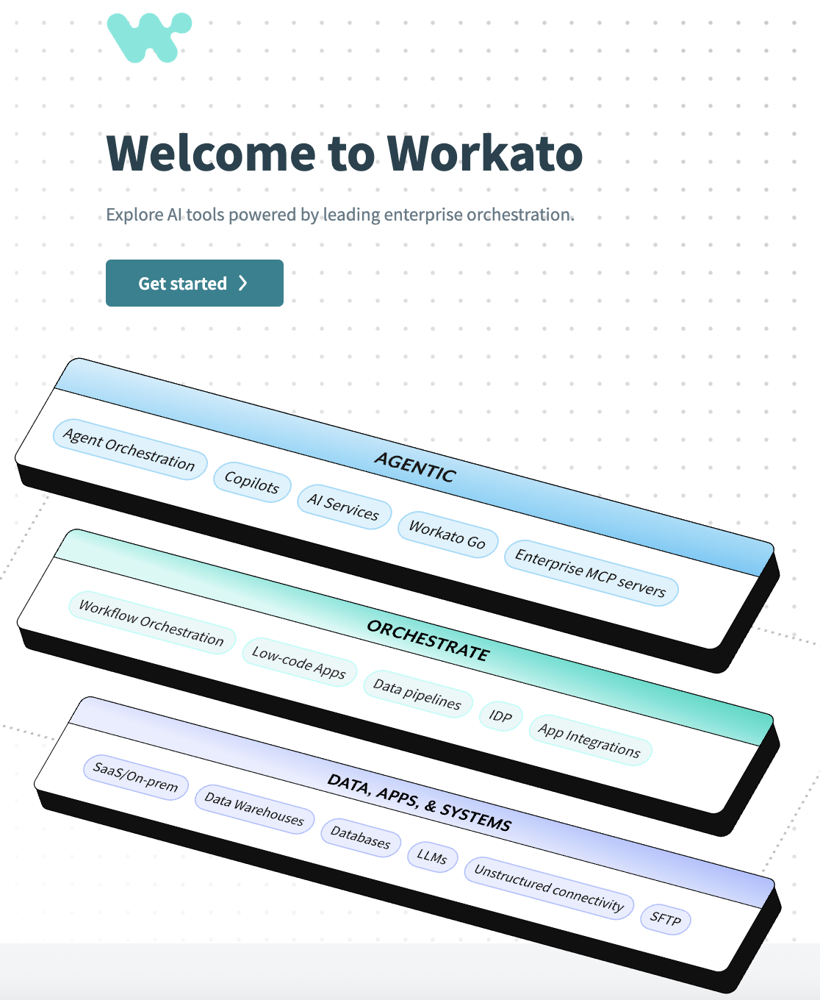 Welcome to Workato
Explore AI tools powered by leading enterprise orchestration.
Get started
AGENTIC
Agent Orchestration
Copilots
AI Services
Workato Go
Enterprise MCP servers
ORCHESTRATE
Workflow Orchestration
Low-code Apps
Data pipelines
IDP
App Integrations
DATA, APPS, & SYSTEMS
SaaS/On-prem
Data Warehouses
Databases
LLMs
Unstructured connectivity
SFTP